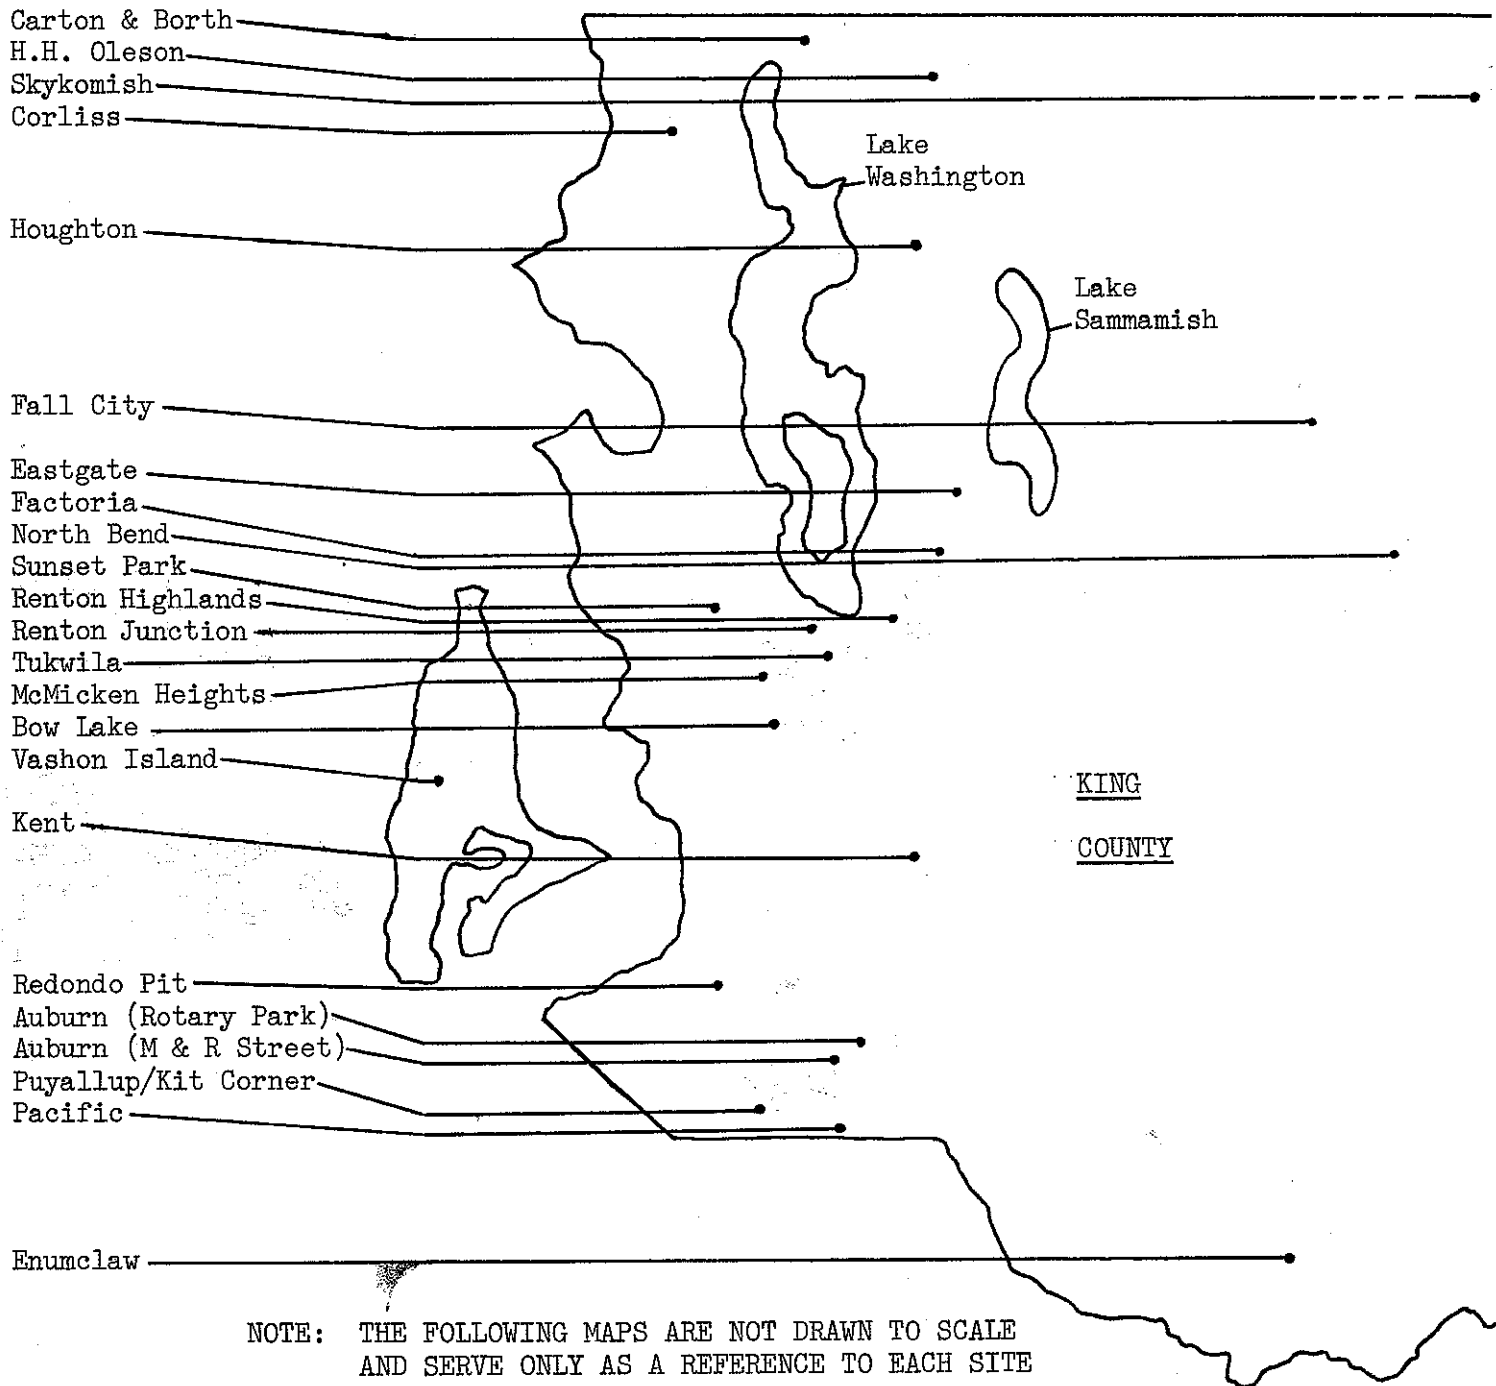 Carton & Borth
H.H. Oleson
Skykomish
Corliss
Lake
Washington
Houghton
Lake
Sammamish
Fall City
Eastgate
Factoria
North Bend
Sunset Park
Renton Highlands
Renton Junction
Tukwila
McMicken Heights
Bow Lake
Vashon Island
KING
Kent
COUNTY
Redondo Pit
Auburn (Rotary Park)
Auburn (M & R Street)
Puyallup/Kit Corner
Pacific
Enumclaw
NOTE: THE FOLLOWING MAPS ARE NOT DRAWN TO SCALE
AND SERVE ONLY AS A REFERENCE TO EACH SITE